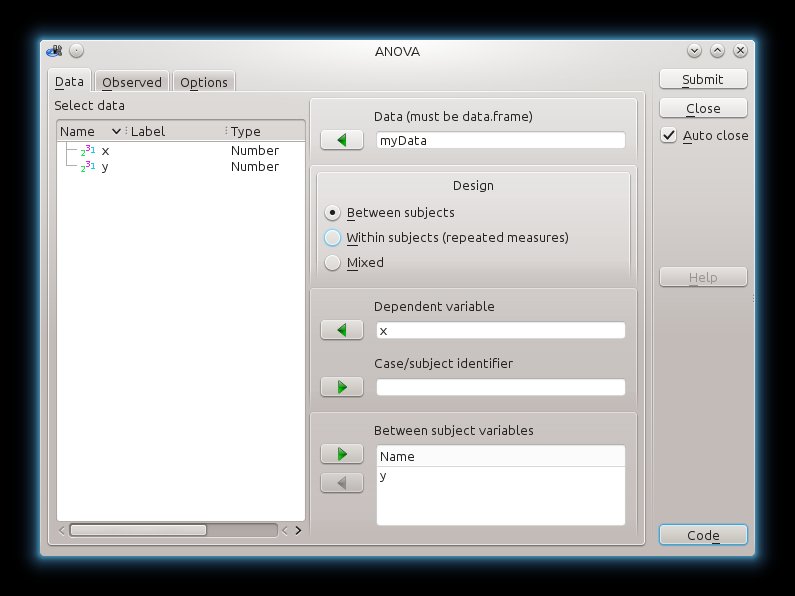 ANOVA
Data Observed Options
Select data
Name Label Type
x Number
y Number
Data (must be data.frame)
myData
Design
Between subjects
Within subjects (repeated measures)
Mixed
Dependent variable
x
Case/subject identifier
Between subject variables
Name
y
Submit
Close
Auto close
Help
Code